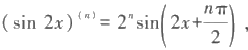 (sin 2x)⁽ⁿ⁾ = 2ⁿ sin(2x + nπ/2),